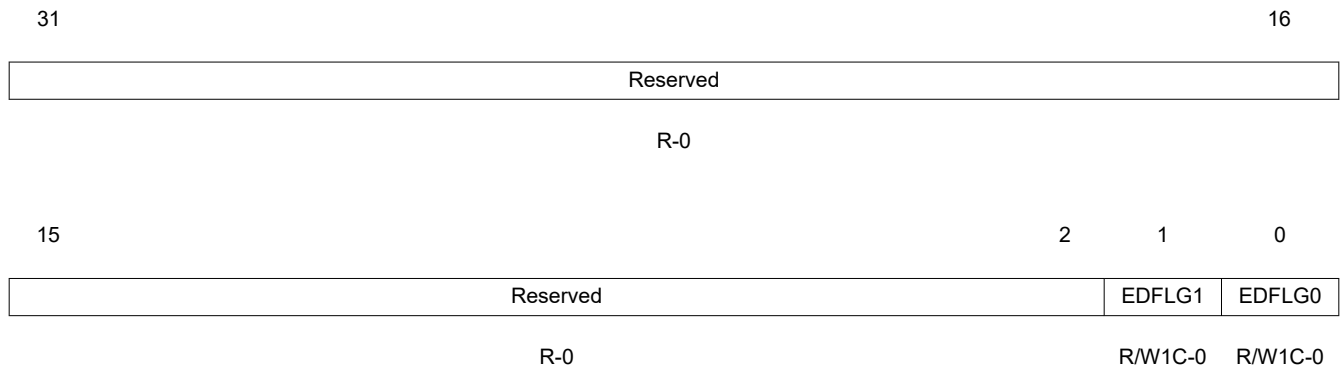 31 16
Reserved
R-0
15 2 1 0
Reserved EDFLG1 EDFLG0
R-0 R/W1C-0 R/W1C-0